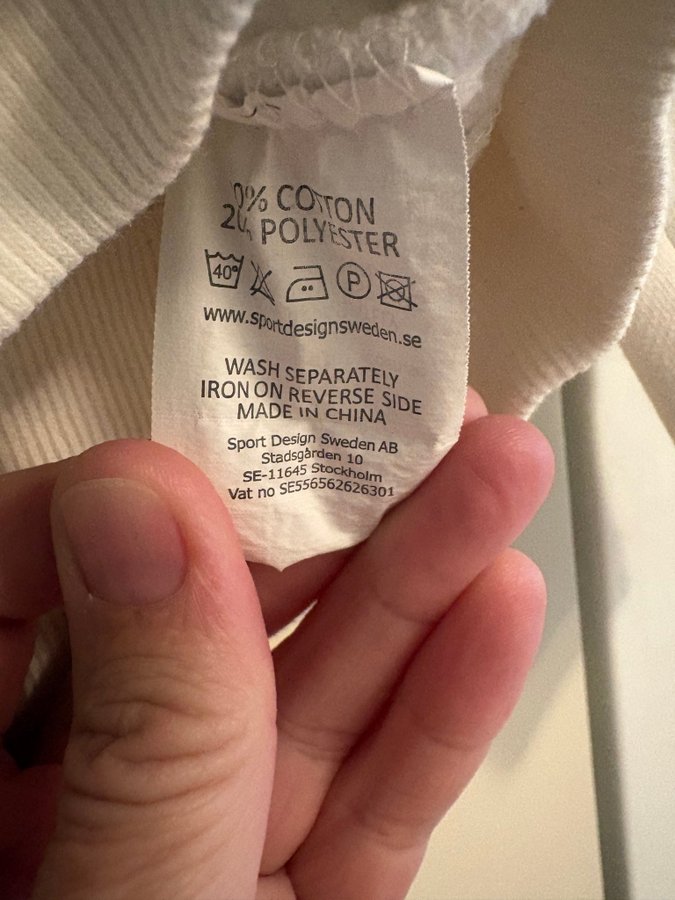 0% COTTON
POLYESTER
40° P
www.sportdesignsweden.se
WASH SEPARATELY
IRON ON REVERSE SIDE
MADE IN CHINA
Sport Design Sweden AB
Stadsgården 10
SE-11645 Stockholm
Vat no SE556562626301